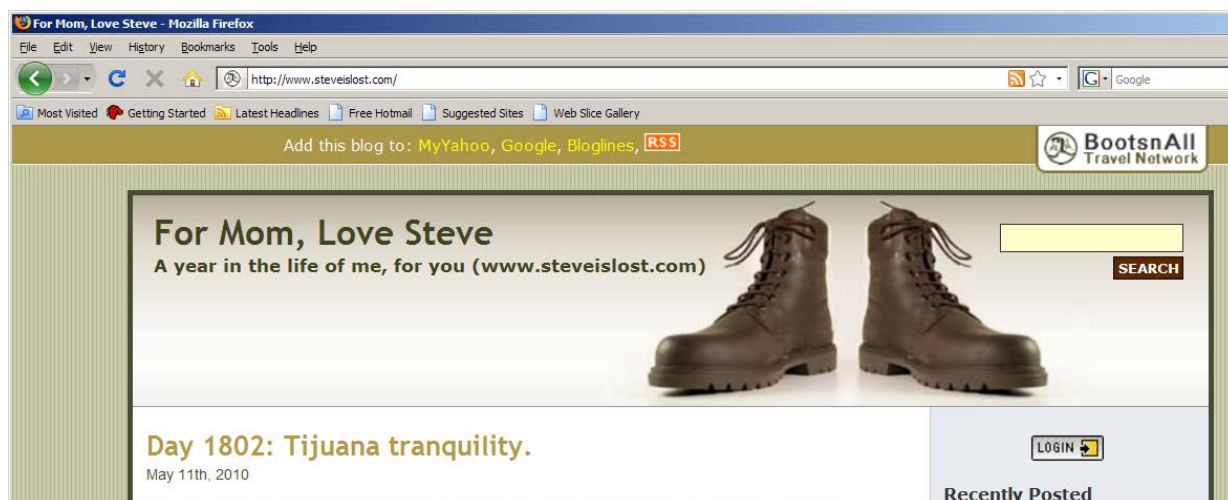 For Mom, Love Steve - Mozilla Firefox
File Edit View History Bookmarks Tools Help
http://www.steveislost.com/
G Google
Most Visited Getting Started Latest Headlines Free Hotmail Suggested Sites Web Slice Gallery
Add this blog to: MyYahoo, Google, Bloglines, RSS
BootsnAll
Travel Network
For Mom, Love Steve
A year in the life of me, for you (www.steveislost.com)
SEARCH
Day 1802: Tijuana tranquility.
May 11th, 2010
LOGIN
Recently Posted